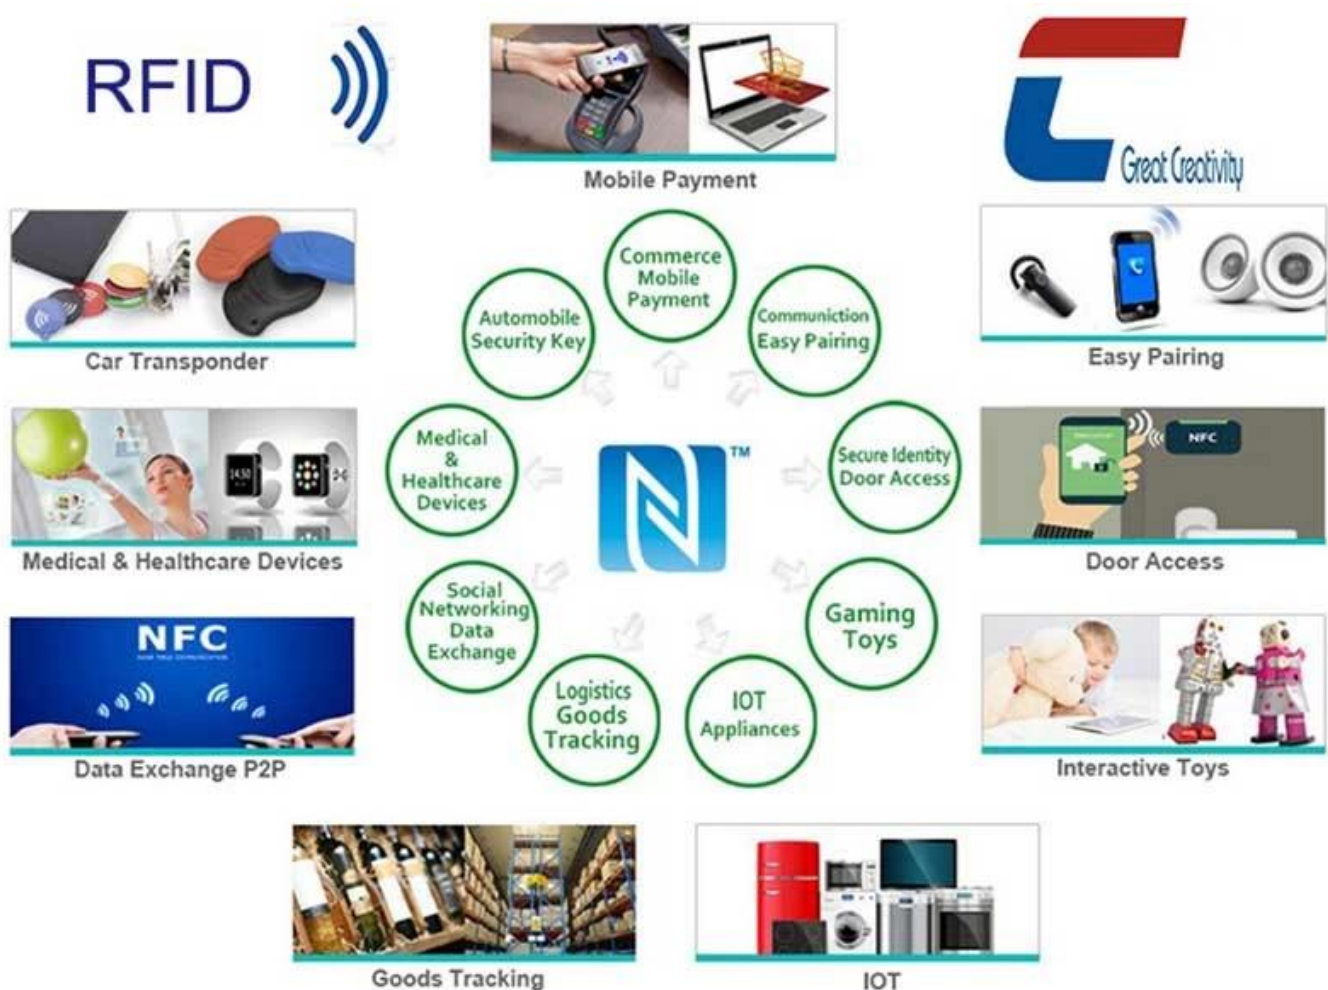 RFID
Great Creativity
Mobile Payment
Commerce
Mobile
Payment
Automobile
Security Key
Communiction
Easy Pairing
Car Transponder
Easy Pairing
Medical
&
Healthcare
Devices
TM
Secure Identity
Door Access
14.50
NFC
Medical & Healthcare Devices
Door Access
Social
Networking
Data
Exchange
Gaming
Toys
NFC
Logistics
Goods
Tracking
IOT
Appliances
Data Exchange P2P
Interactive Toys
Goods Tracking
IOT